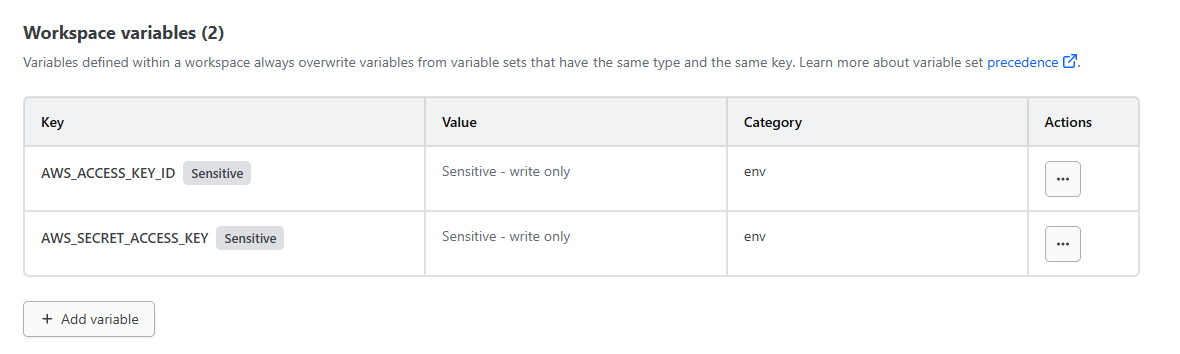 Workspace variables (2)
Variables defined within a workspace always overwrite variables from variable sets that have the same type and the same key. Learn more about variable set precedence.
Key Value Category Actions
AWS_ACCESS_KEY_ID Sensitive Sensitive - write only env ...
AWS_SECRET_ACCESS_KEY Sensitive Sensitive - write only env ...
+ Add variable